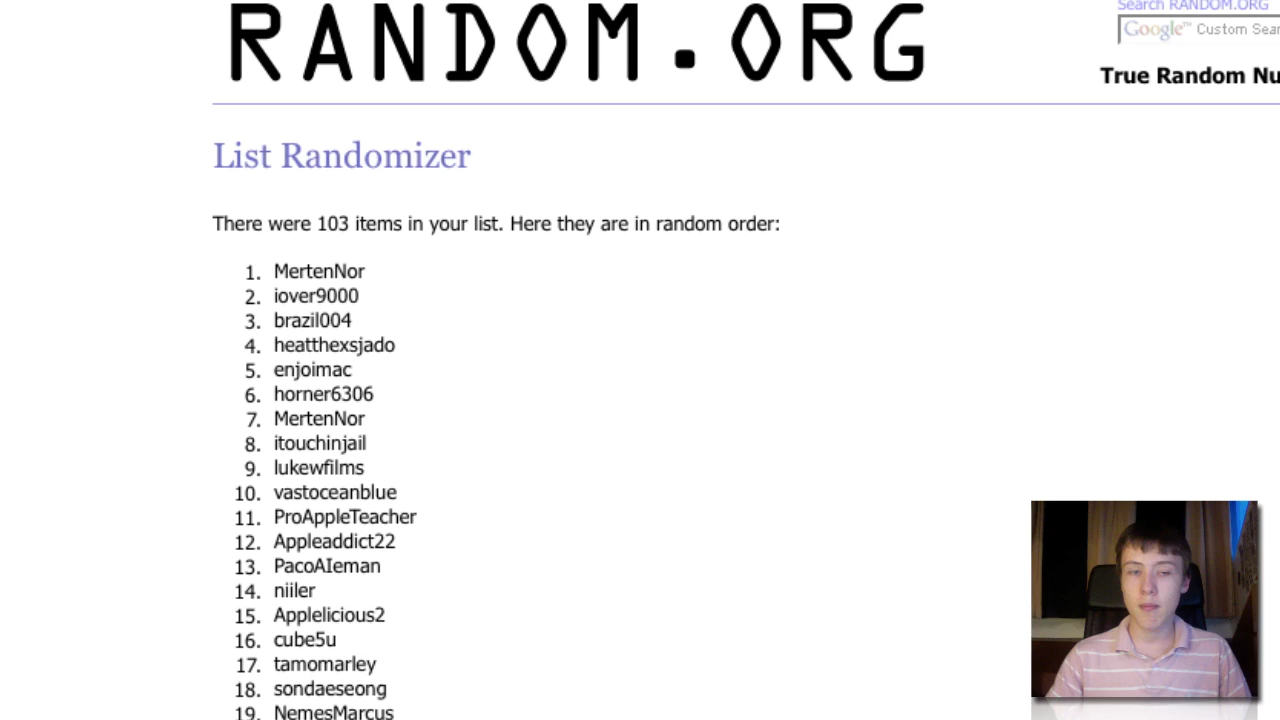 RANDOM.ORG
Search RANDOM.ORG
Google™ Custom Sear
True Random Nu
List Randomizer
There were 103 items in your list. Here they are in random order:
1. MertenNor
2. iover9000
3. brazil004
4. heatthexsjado
5. enjoimac
6. horner6306
7. MertenNor
8. itouchinjail
9. lukewfilms
10. vastoceanblue
11. ProAppleTeacher
12. Appleaddict22
13. PacoAIeman
14. niiler
15. Applelicious2
16. cube5u
17. tamomarley
18. sondaeseong
19. NemesMarcus